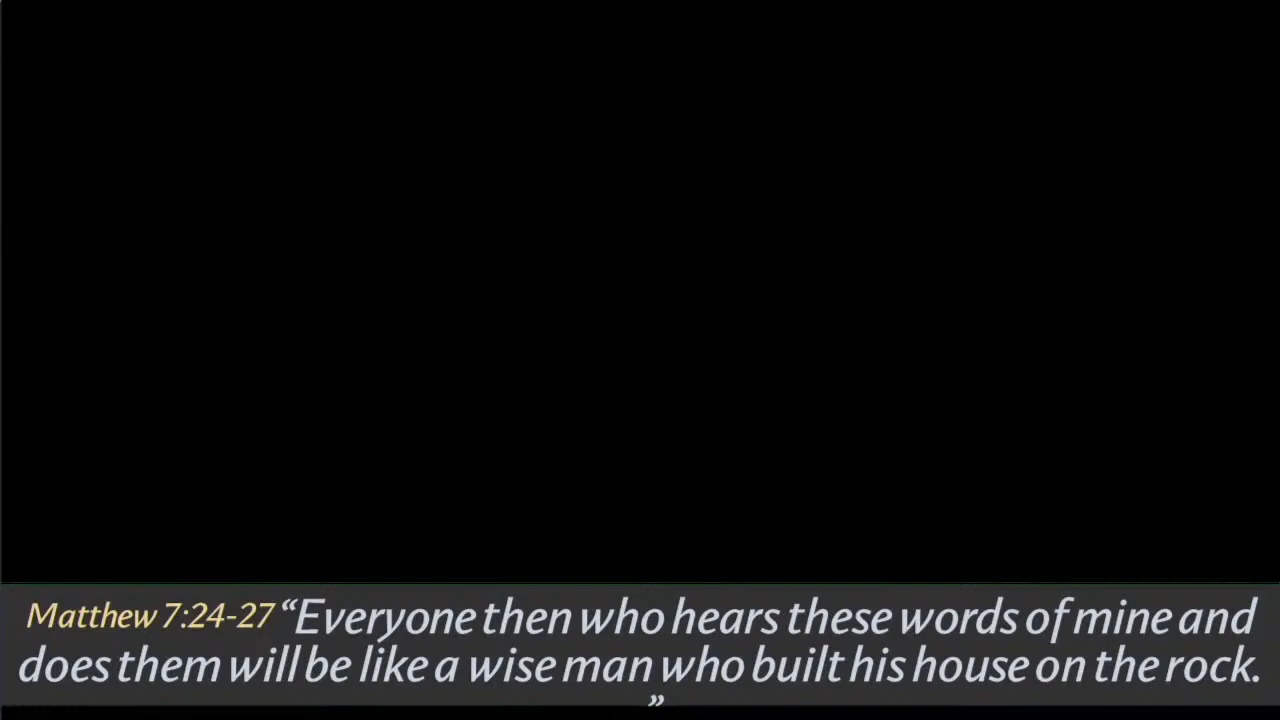 Matthew 7:24-27 “Everyone then who hears these words of mine and
does them will be like a wise man who built his house on the rock.
”